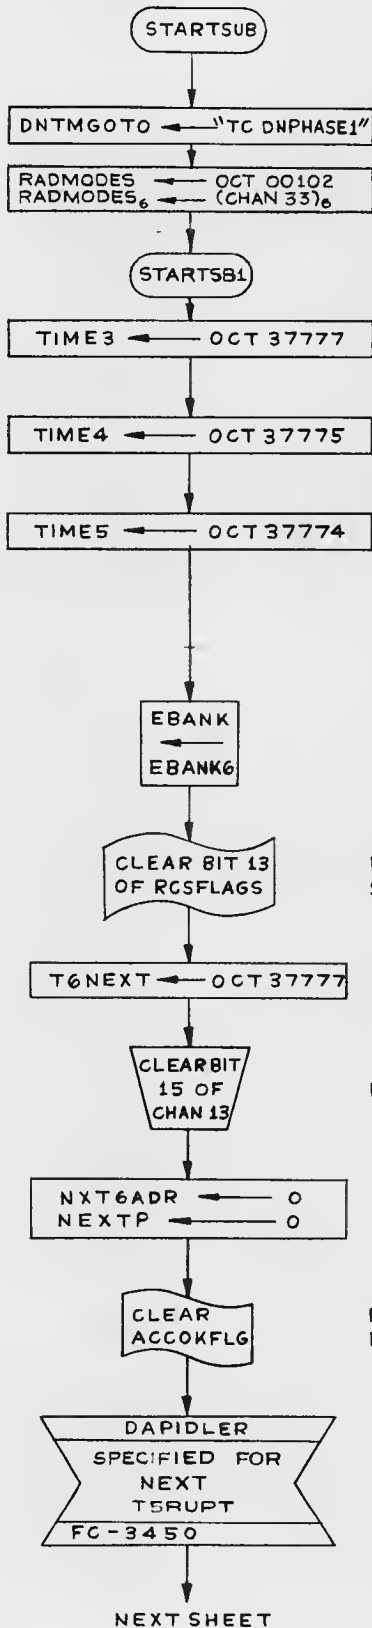 STARTSUB
DNTMGOTO ← "TC DNPHASE1"
RADMODES ← OCT 00102
RADMODES₆ ← (CHAN 33)₆
STARTSB1
TIME3 ← OCT 37777
TIME4 ← OCT 37775
TIME5 ← OCT 37774
EBANK
←
EBANK6
CLEAR BIT 13
OF RCSFLAGS
T6NEXT ← OCT 37777
CLEAR BIT
15 OF
CHAN 13
NXT6ADR ← 0
NEXTP ← 0
CLEAR
ACCOKFLG
DAPIDLER
SPECIFIED FOR
NEXT
T5RUPT
FC-3450
NEXT SHEET